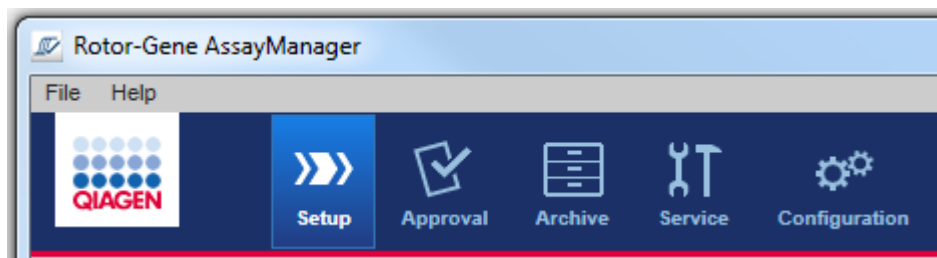 Rotor-Gene AssayManager
File Help
QIAGEN
Setup Approval Archive Service Configuration